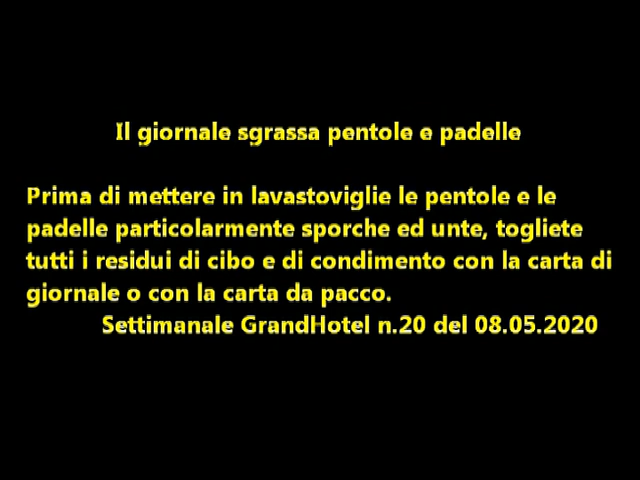 Il giornale sgrassa pentole e padelle
Prima di mettere in lavastoviglie le pentole e le
padelle particolarmente sporche ed unte, togliete
tutti i residui di cibo e di condimento con la carta di
giornale o con la carta da pacco.
Settimanale GrandHotel n.20 del 08.05.2020